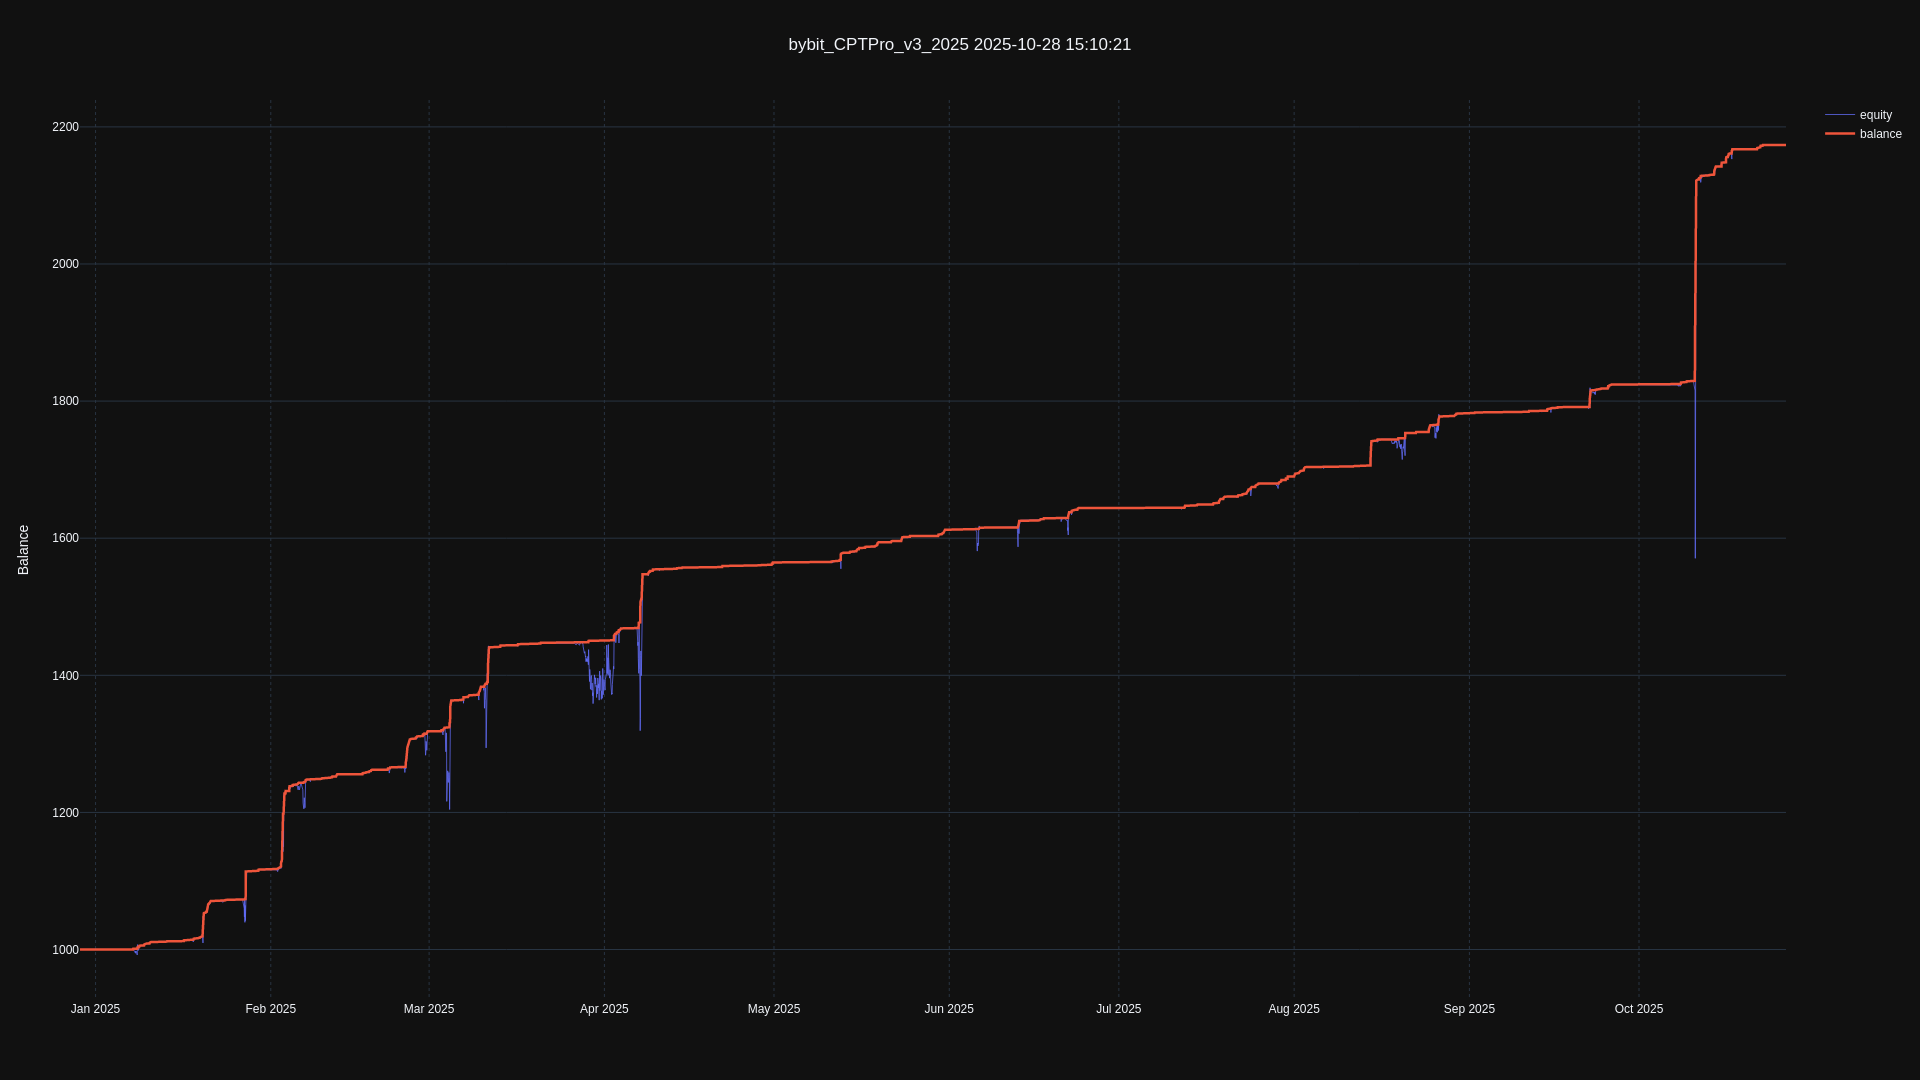 bybit_CPTPro_v3_2025 2025-10-28 15:10:21
equity
balance
2200
2000
1800
1600
1400
1200
1000
Balance
Jan 2025
Feb 2025
Mar 2025
Apr 2025
May 2025
Jun 2025
Jul 2025
Aug 2025
Sep 2025
Oct 2025